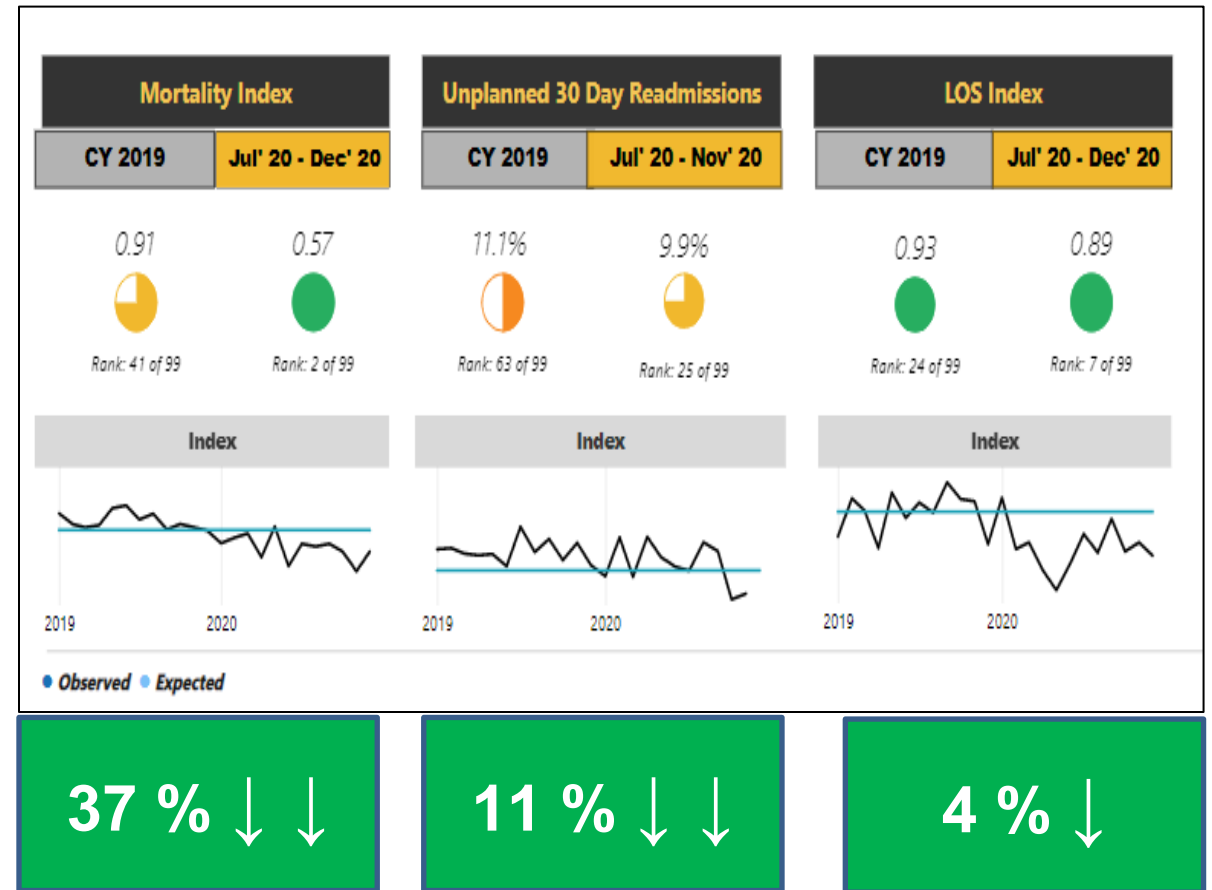 Mortality Index
Unplanned 30 Day Readmissions
LOS Index
CY 2019
Jul' 20 - Dec' 20
CY 2019
Jul' 20 - Nov' 20
CY 2019
Jul' 20 - Dec' 20
0.91
0.57
11.1%
9.9%
0.93
0.89
Rank: 41 of 99
Rank: 2 of 99
Rank: 63 of 99
Rank: 25 of 99
Rank: 24 of 99
Rank: 7 of 99
Index
Index
Index
2019
2020
2019
2020
2019
2020
Observed
Expected
37 % ↓ ↓
11 % ↓ ↓
4 % ↓